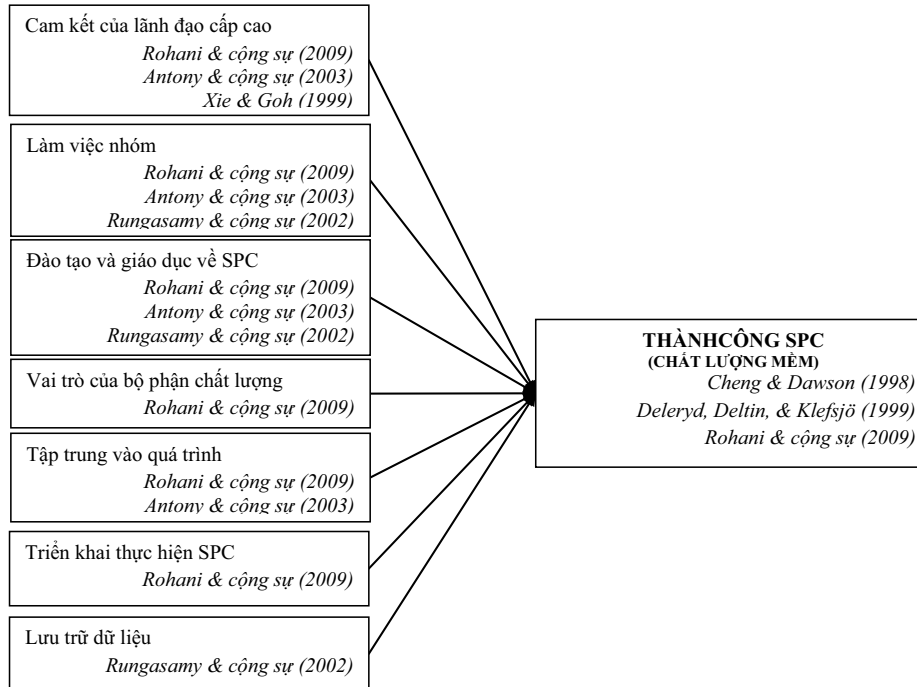 Cam kết của lãnh đạo cấp cao
Rohani & cộng sự (2009)
Antony & cộng sự (2003)
Xie & Goh (1999)
Làm việc nhóm
Rohani & cộng sự (2009)
Antony & cộng sự (2003)
Rungasamy & cộng sự (2002)
Đào tạo và giáo dục về SPC
Rohani & cộng sự (2009)
Antony & cộng sự (2003)
Rungasamy & cộng sự (2002)
Vai trò của bộ phận chất lượng
Rohani & cộng sự (2009)
Tập trung vào quá trình
Rohani & cộng sự (2009)
Antony & cộng sự (2003)
Triển khai thực hiện SPC
Rohani & cộng sự (2009)
Lưu trữ dữ liệu
Rungasamy & cộng sự (2002)
THÀNHCÔNG SPC
(CHẤT LƯỢNG MỀM)
Cheng & Dawson (1998)
Deleryd, Deltin, & Klefsjö (1999)
Rohani & cộng sự (2009)